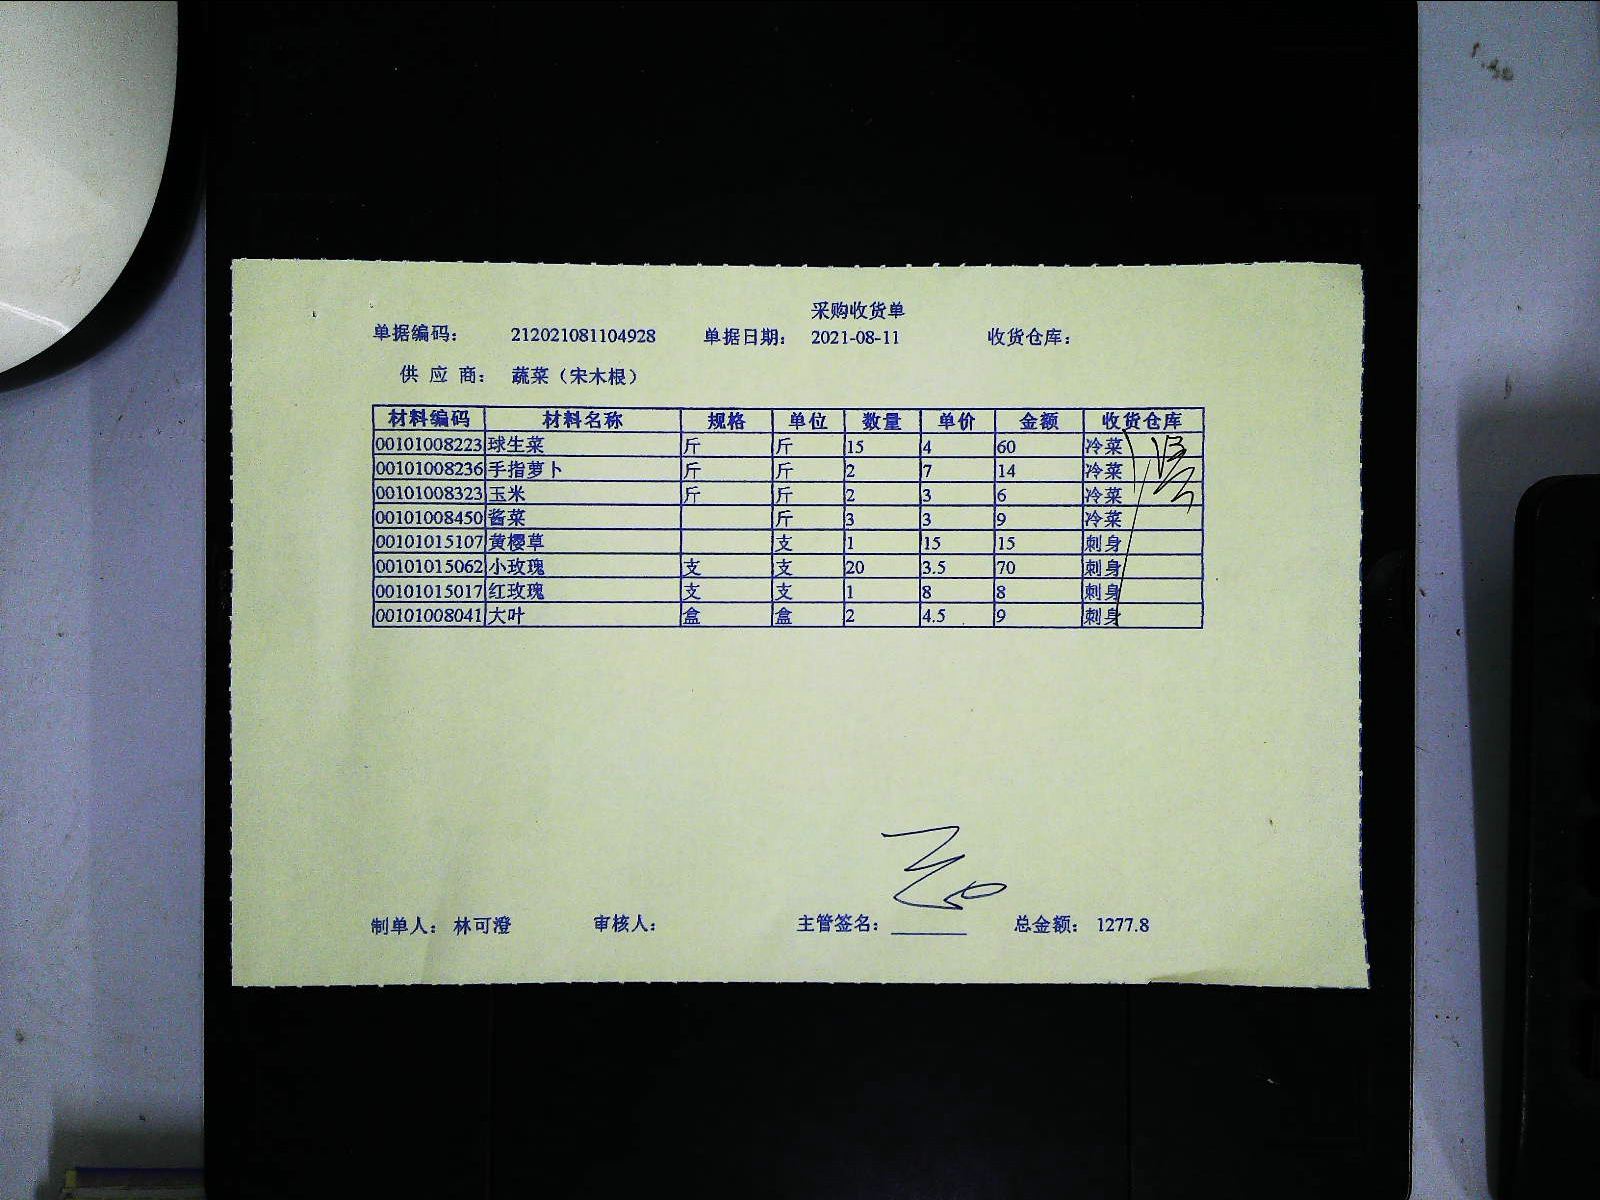 采购收货单
单据编码： 212021081104928 单据日期： 2021-08-11 收货仓库：
供 应 商： 蔬菜（宋木根）
材料编码 材料名称 规格 单位 数量 单价 金额 收货仓库
00101008223 球生菜 斤 斤 15 4 60 冷菜
00101008236 手指萝卜 斤 斤 2 7 14 冷菜
00101008323 玉米 斤 斤 2 3 6 冷菜
00101008450 酱菜 斤 3 3 9 冷菜
00101015107 黄樱草 支 1 15 15 刺身
00101015062 小玫瑰 支 支 20 3.5 70 刺身
00101015017 红玫瑰 支 支 1 8 8 刺身
00101008041 大叶 盒 盒 2 4.5 9 刺身
制单人： 林可澄 审核人： 主管签名： 总金额： 1277.8